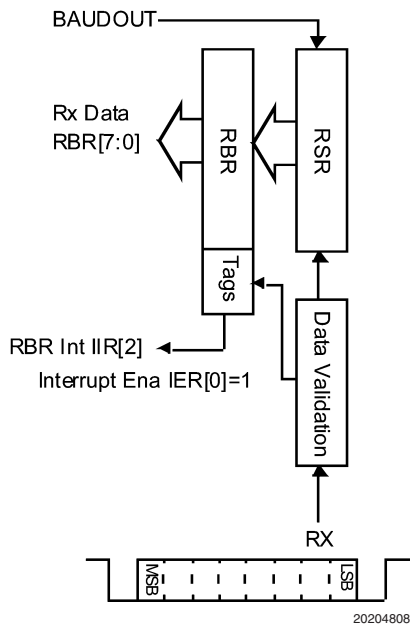 BAUDOUT
Rx Data
RBR[7:0]
RBR
RSR
Tags
Data Validation
RBR Int IIR[2]
Interrupt Ena IER[0]=1
RX
MSB
LSB
20204808